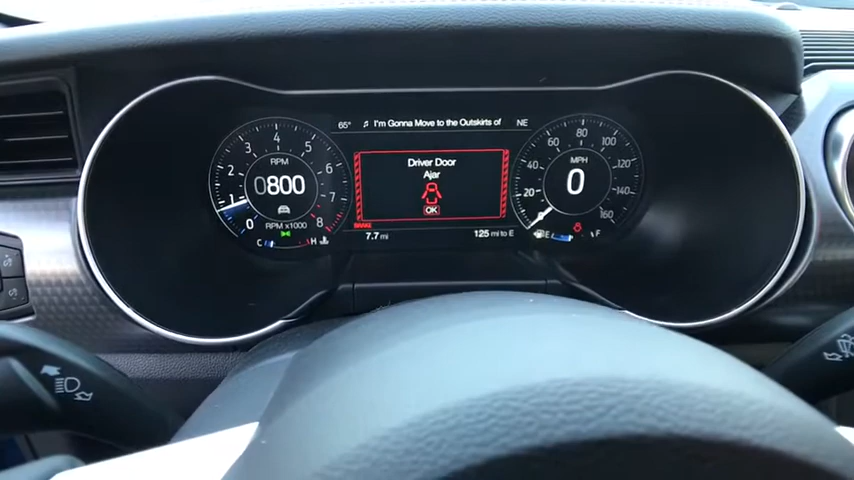 65° ♫ I'm Gonna Move to the Outskirts of NE
Driver Door
Ajar
OK
RPM
0800
RPM x1000
1 2 3 4 5 6 7 8
0
C H
MPH
0
20 40 60 80 100 120 140 160
E F
BRAKE
7.7 mi
125 mi to E